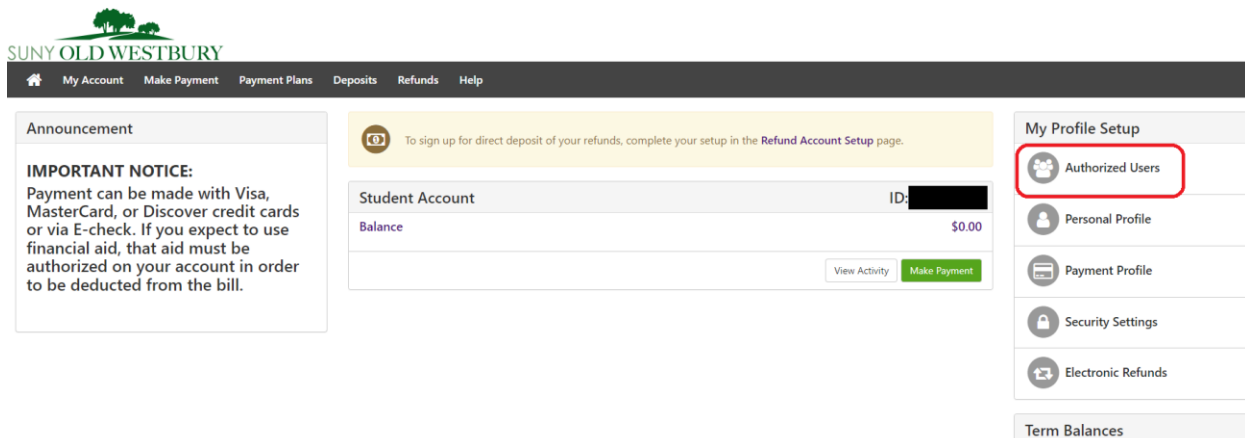 SUNY OLD WESTBURY
My Account Make Payment Payment Plans Deposits Refunds Help
Announcement
IMPORTANT NOTICE:
Payment can be made with Visa,
MasterCard, or Discover credit cards
or via E-check. If you expect to use
financial aid, that aid must be
authorized on your account in order
to be deducted from the bill.
To sign up for direct deposit of your refunds, complete your setup in the Refund Account Setup page.
Student Account ID:
Balance $0.00
View Activity Make Payment
My Profile Setup
Authorized Users
Personal Profile
Payment Profile
Security Settings
Electronic Refunds
Term Balances